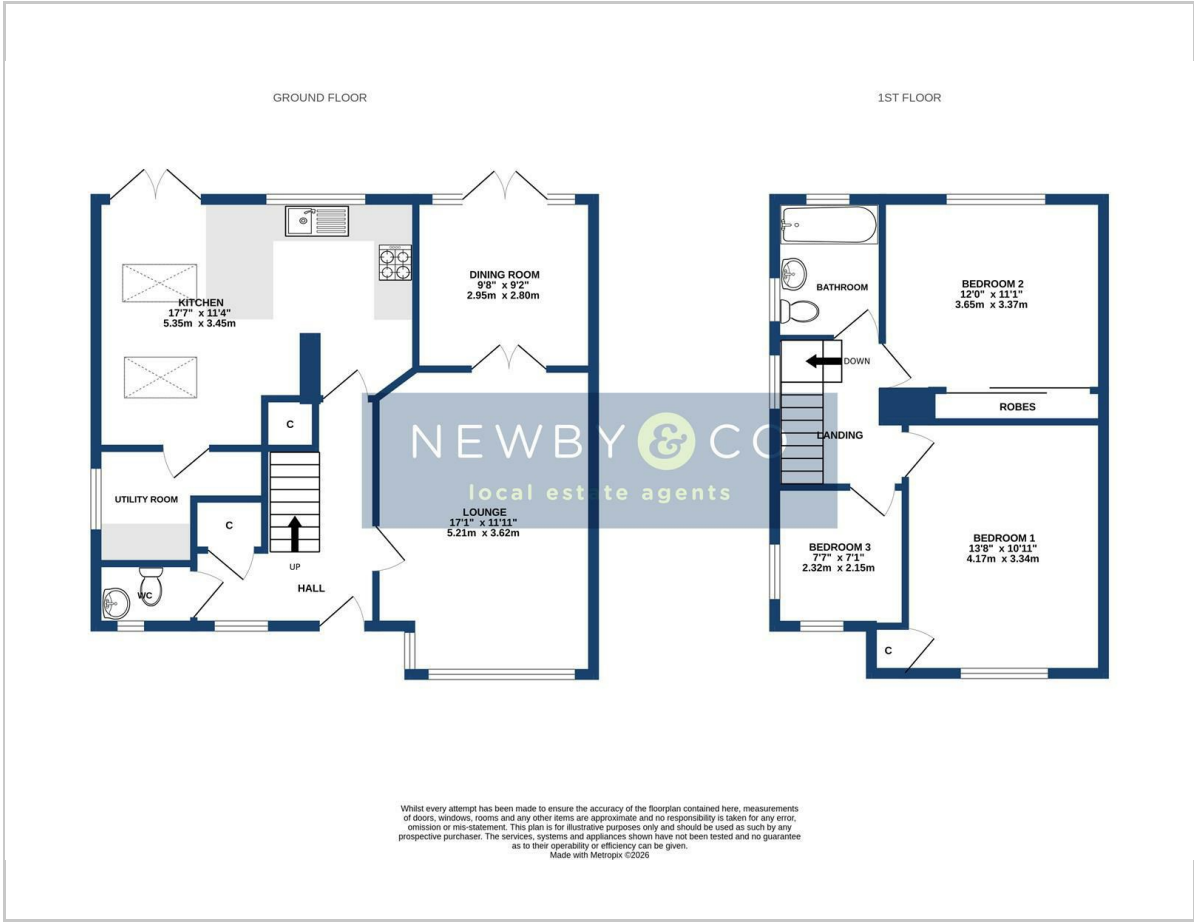 GROUND FLOOR
1ST FLOOR
KITCHEN
17'7" x 11'4"
5.35m x 3.45m
DINING ROOM
9'8" x 9'2"
2.95m x 2.80m
C
UTILITY ROOM
C
WC
UP
HALL
LOUNGE
17'1" x 11'11"
5.21m x 3.62m
NEWBY & CO
local estate agents
BATHROOM
BEDROOM 2
12'0" x 11'1"
3.65m x 3.37m
DOWN
ROBES
LANDING
BEDROOM 3
7'7" x 7'1"
2.32m x 2.15m
BEDROOM 1
13'8" x 10'11"
4.17m x 3.34m
C
Whilst every attempt has been made to ensure the accuracy of the floorplan contained here, measurements
of doors, windows, rooms and any other items are approximate and no responsibility is taken for any error,
omission or mis-statement. This plan is for illustrative purposes only and should be used as such by any
prospective purchaser. The services, systems and appliances shown have not been tested and no guarantee
as to their operability or efficiency can be given.
Made with Metropix ©2026